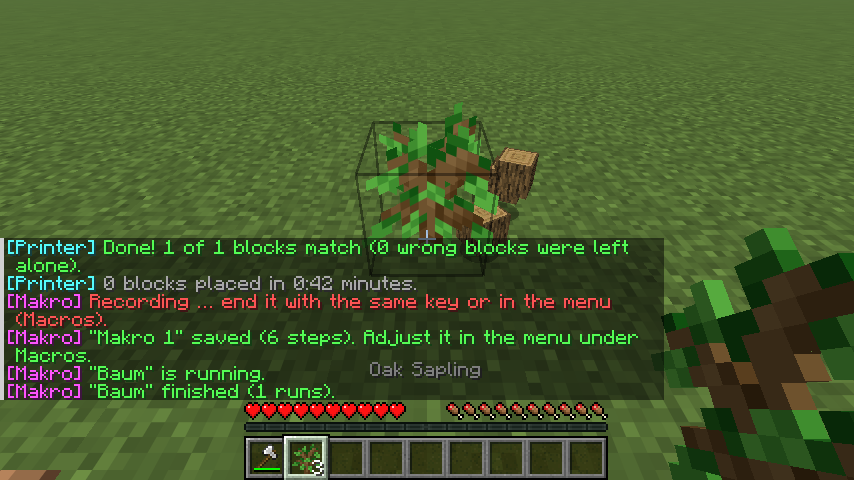 [Printer] Done! 1 of 1 blocks match (0 wrong blocks were left
alone).
[Printer] 0 blocks placed in 0:42 minutes.
[Makro] Recording ... end it with the same key or in the menu
(Macros).
[Makro] "Makro 1" saved (6 steps). Adjust it in the menu under
Macros.
[Makro] "Baum" is running.
Oak Sapling
[Makro] "Baum" finished (1 runs).
3